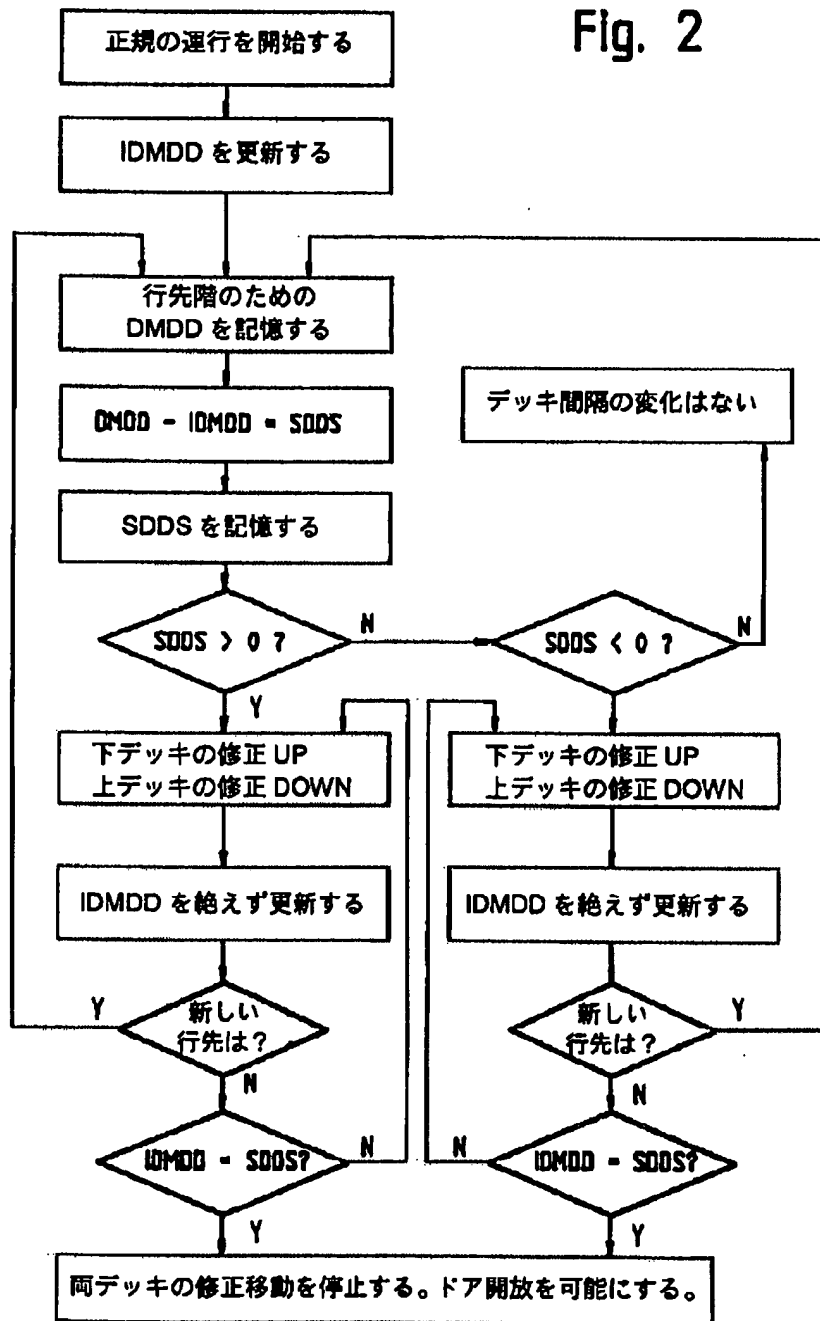 Fig. 2
正規の運行を開始する
IDMDD を更新する
行先階のための
DMDD を記憶する
DMDD - IDMDD = SDDS
デッキ間隔の変化はない
SDDS を記憶する
SDDS > 0 ?
N
SDDS < 0 ?
N
Y
下デッキの修正 UP
上デッキの修正 DOWN
下デッキの修正 UP
上デッキの修正 DOWN
IDMDD を絶えず更新する
IDMDD を絶えず更新する
Y
新しい
行先は？
新しい
行先は？
Y
N
N
IDMDD = SDDS?
N
N
IDMDD = SDDS?
Y
Y
両デッキの修正移動を停止する。ドア開放を可能にする。